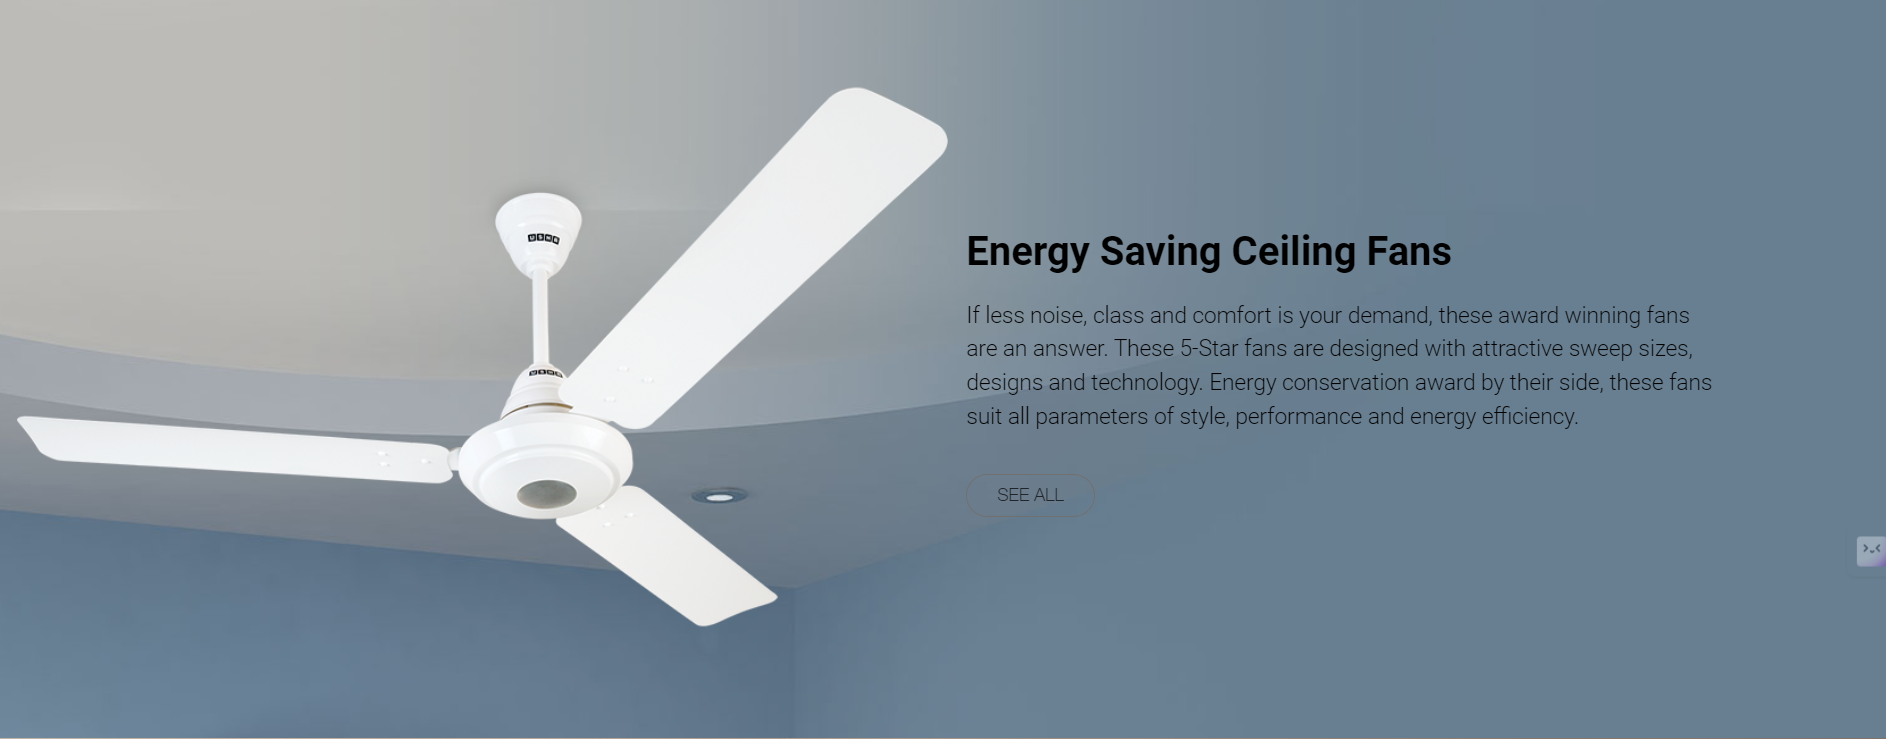 USHA
USHA
Energy Saving Ceiling Fans
If less noise, class and comfort is your demand, these award winning fans
are an answer. These 5-Star fans are designed with attractive sweep sizes,
designs and technology. Energy conservation award by their side, these fans
suit all parameters of style, performance and energy efficiency.
SEE ALL